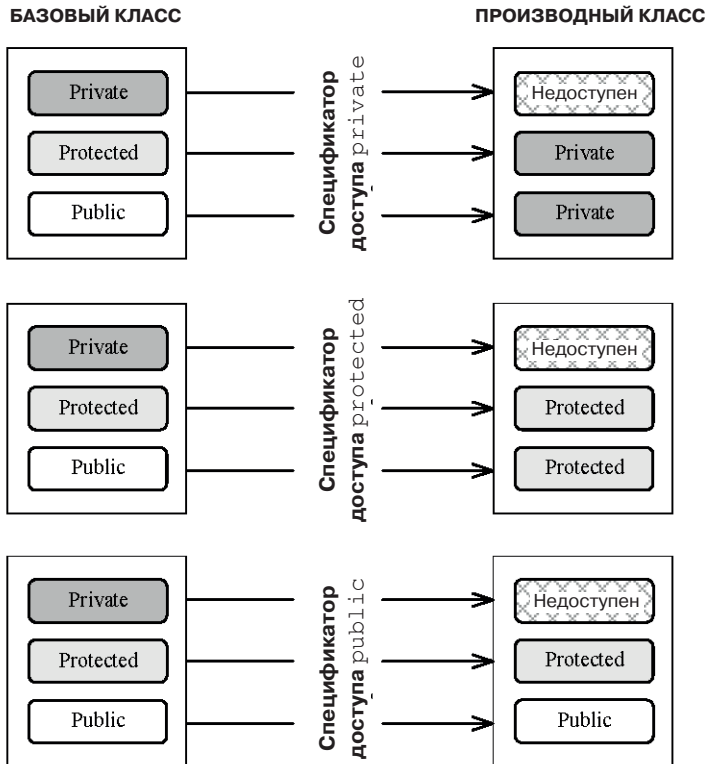 БАЗОВЫЙ КЛАСС
ПРОИЗВОДНЫЙ КЛАСС
Private
Protected
Public
Спецификатор
доступа private
Недоступен
Private
Private
Private
Protected
Public
Спецификатор
доступа protected
Недоступен
Protected
Protected
Private
Protected
Public
Спецификатор
доступа public
Недоступен
Protected
Public